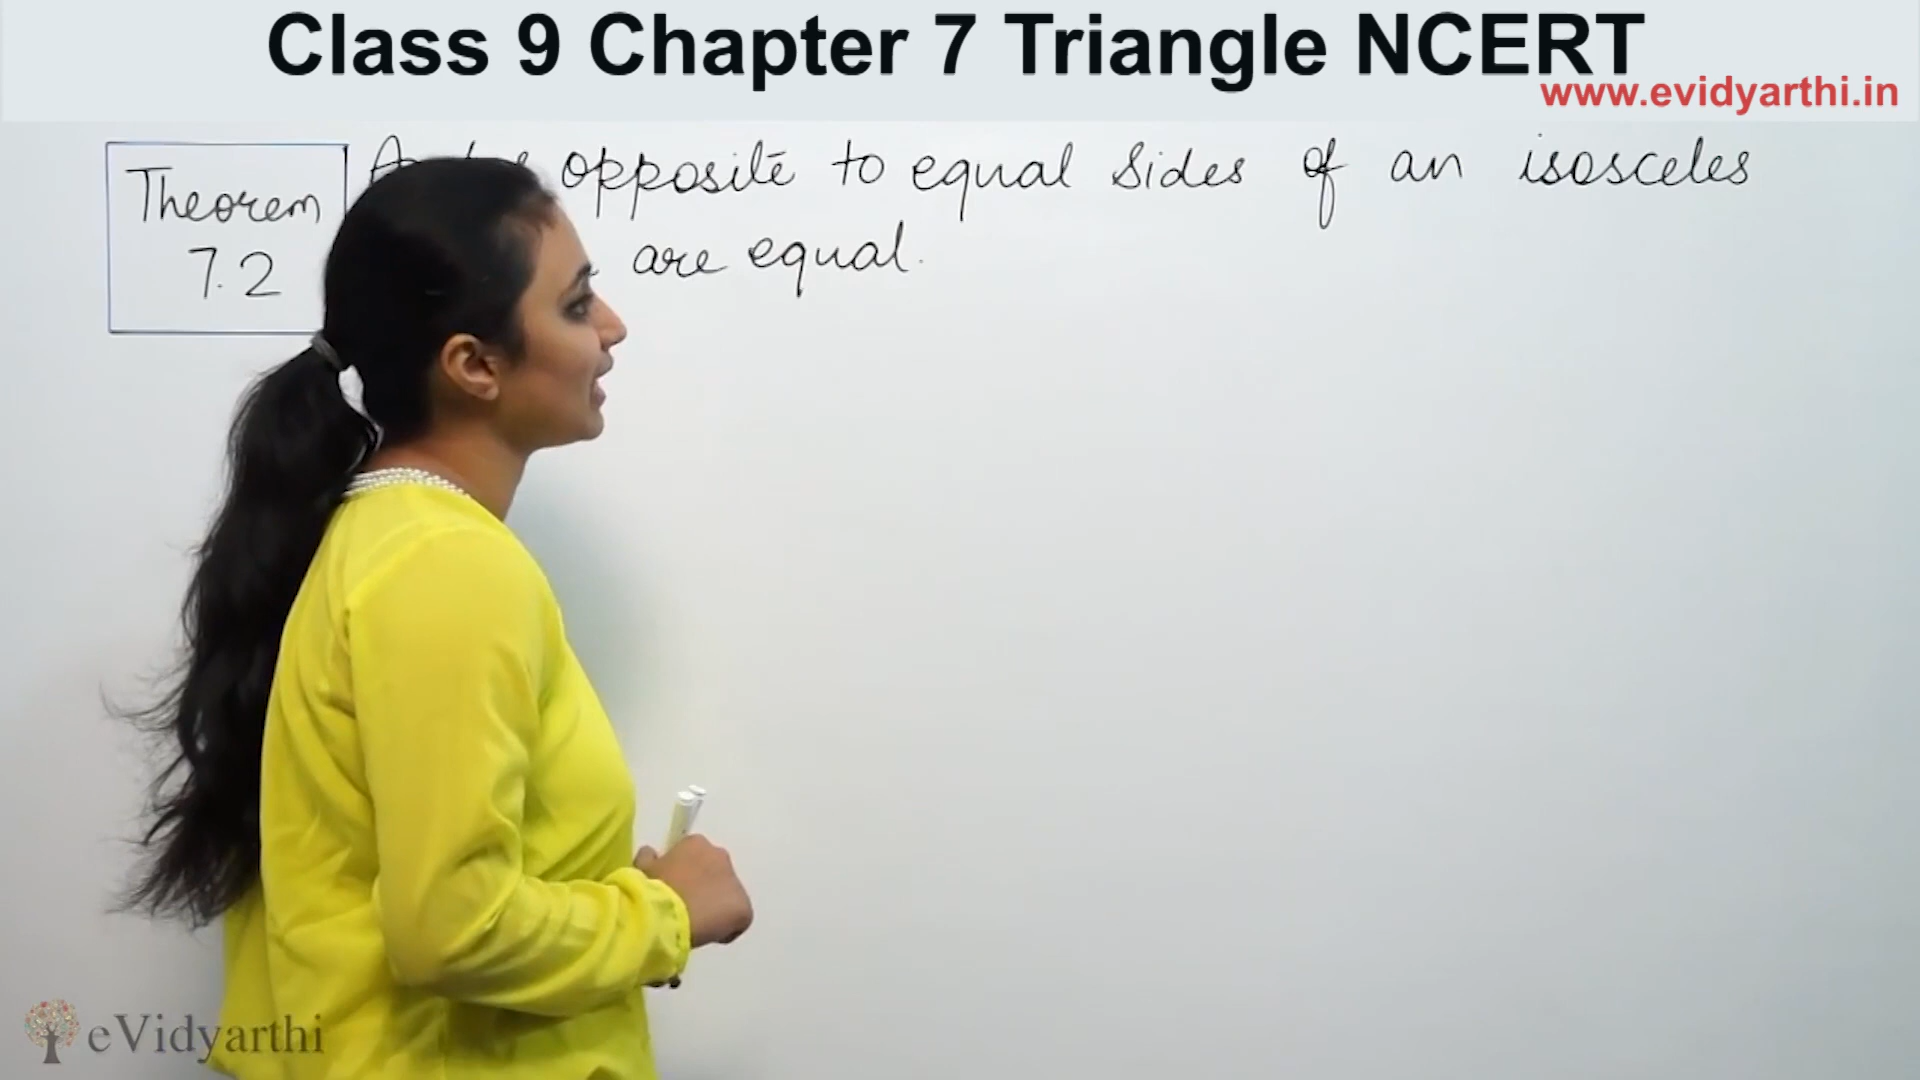 Class 9 Chapter 7 Triangle NCERT
www.evidyarthi.in
Theorem
7.2
opposite to equal sides of an isosceles
are equal.
eVidyarthi